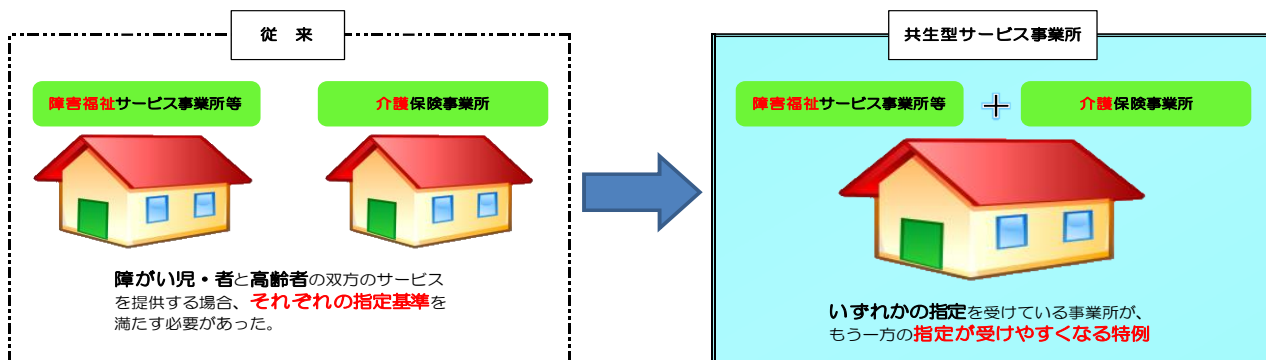 従 来
障害福祉サービス事業所等
介護保険事業所
障がい児・者と高齢者の双方のサービス
を提供する場合、それぞれの指定基準を
満たす必要があった。
共生型サービス事業所
障害福祉サービス事業所等
＋
介護保険事業所
いずれかの指定を受けている事業所が、
もう一方の指定が受けやすくなる特例